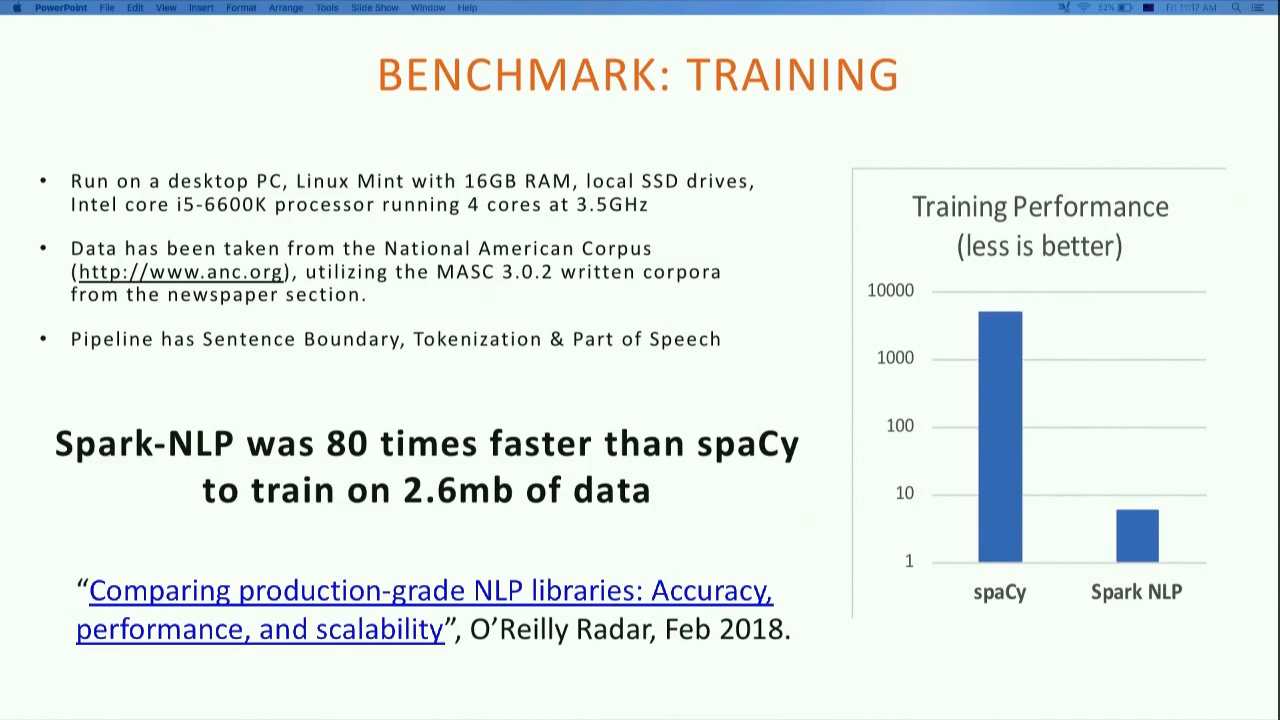 PowerPoint File Edit View Insert Format Arrange Tools Slide Show Window Help 52% Fri 11:17 AM
BENCHMARK: TRAINING
• Run on a desktop PC, Linux Mint with 16GB RAM, local SSD drives,
Intel core i5-6600K processor running 4 cores at 3.5GHz
• Data has been taken from the National American Corpus
(http://www.anc.org), utilizing the MASC 3.0.2 written corpora
from the newspaper section.
• Pipeline has Sentence Boundary, Tokenization & Part of Speech
Spark-NLP was 80 times faster than spaCy
to train on 2.6mb of data
“Comparing production-grade NLP libraries: Accuracy,
performance, and scalability”, O’Reilly Radar, Feb 2018.
Training Performance
(less is better)
10000
1000
100
10
1
spaCy Spark NLP